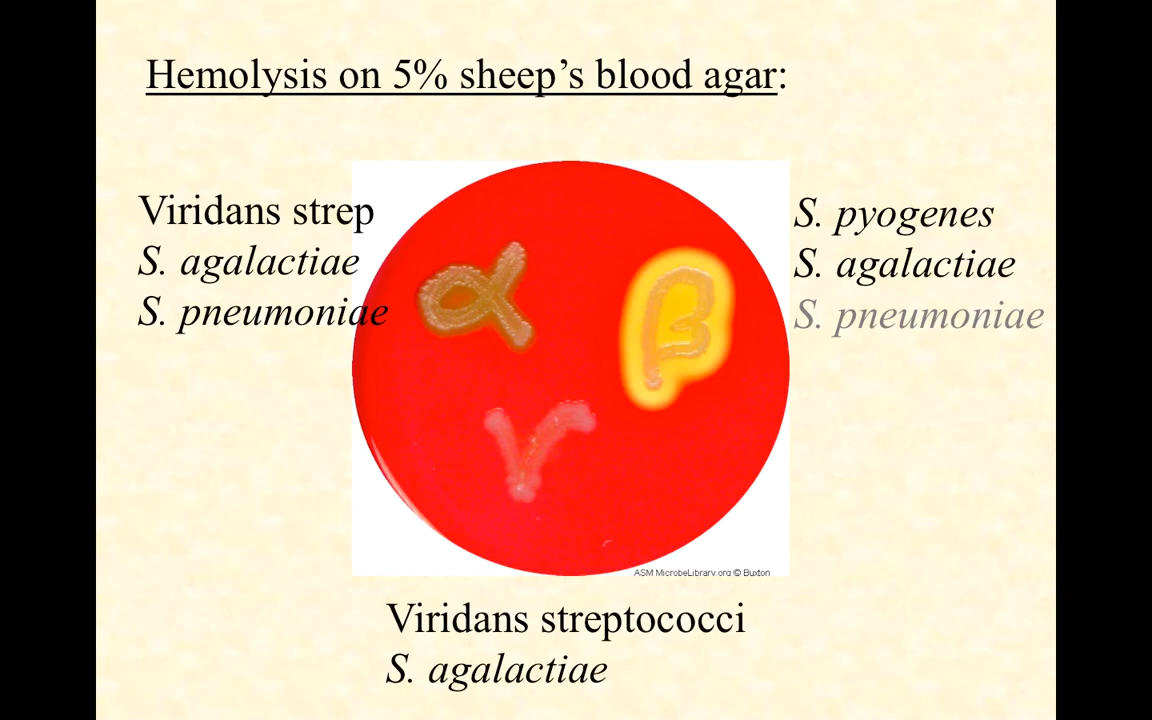 Hemolysis on 5% sheep's blood agar:
Viridans strep
S. agalactiae
S. pneumoniae
α
β
γ
S. pyogenes
S. agalactiae
S. pneumoniae
ASM MicrobeLibrary.org © Buxton
Viridans streptococci
S. agalactiae